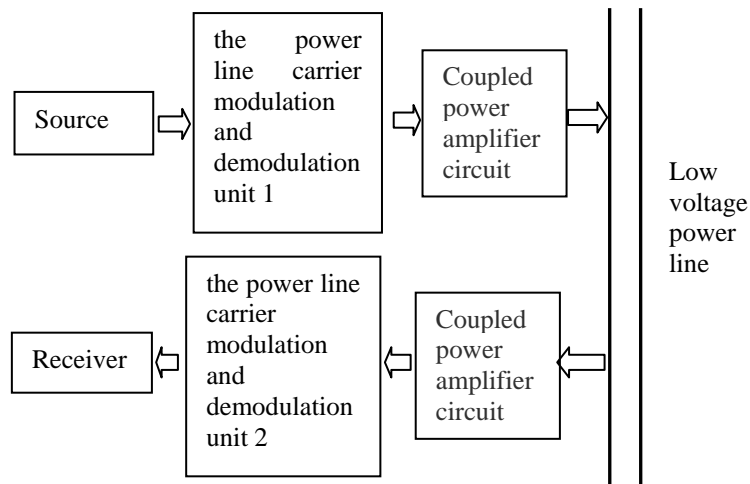 Source
the power
line carrier
modulation
and
demodulation
unit 1
Coupled
power
amplifier
circuit
Low
voltage
power
line
Receiver
the power line
carrier
modulation
and
demodulation
unit 2
Coupled
power
amplifier
circuit